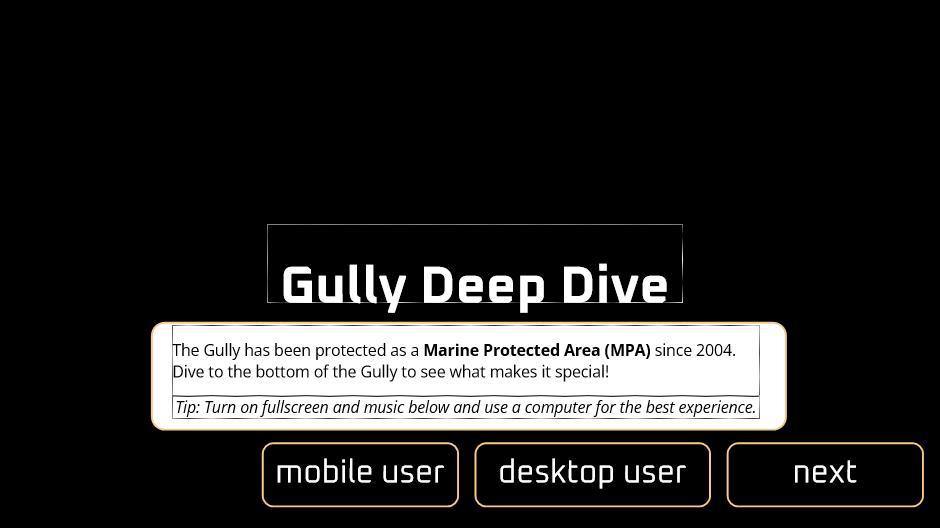 Gully Deep Dive
The Gully has been protected as a Marine Protected Area (MPA) since 2004.
Dive to the bottom of the Gully to see what makes it special!
Tip: Turn on fullscreen and music below and use a computer for the best experience.
mobile user
desktop user
next